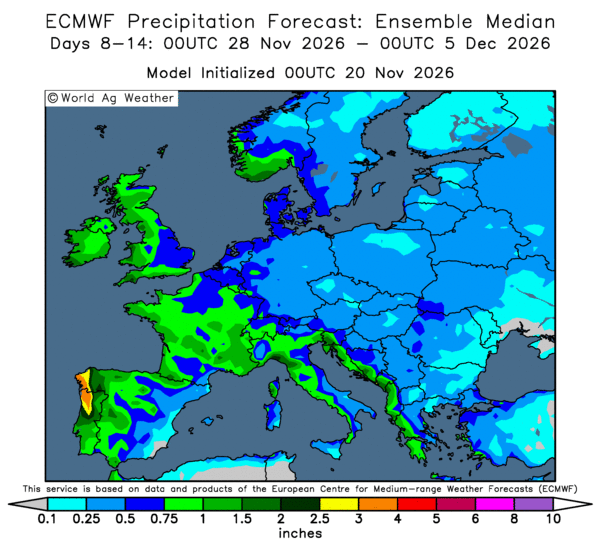 ECMWF Precipitation Forecast: Ensemble Median
Days 8-14: 00UTC 28 Nov 2026 - 00UTC 5 Dec 2026
Model Initialized 00UTC 20 Nov 2026
© World Ag Weather
This service is based on data and products of the European Centre for Medium-range Weather Forecasts (ECMWF)
0.1 0.25 0.5 0.75 1 1.5 2 2.5 3 4 5 6 8 10
inches